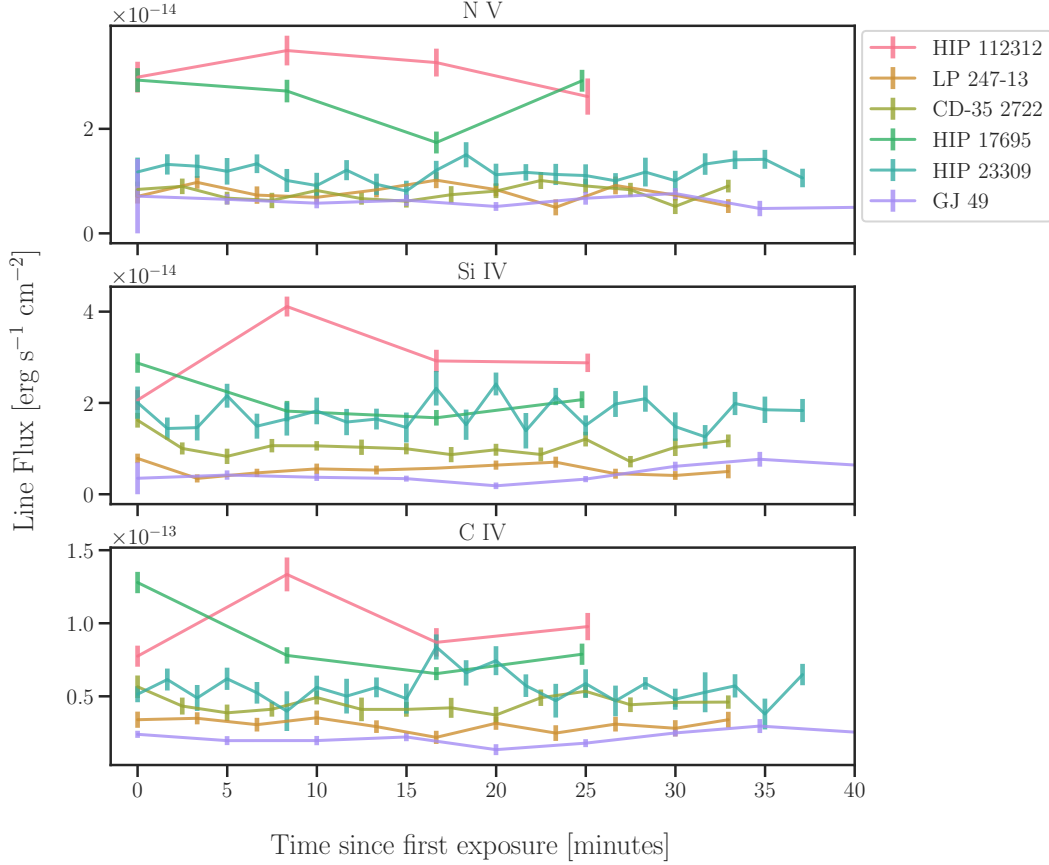 N V
×10⁻¹⁴
2
0
HIP 112312
LP 247-13
CD-35 2722
HIP 17695
HIP 23309
GJ 49
Si IV
×10⁻¹⁴
4
2
0
Line Flux [erg s⁻¹ cm⁻²]
C IV
×10⁻¹³
1.5
1.0
0.5
0 5 10 15 20 25 30 35 40
Time since first exposure [minutes]